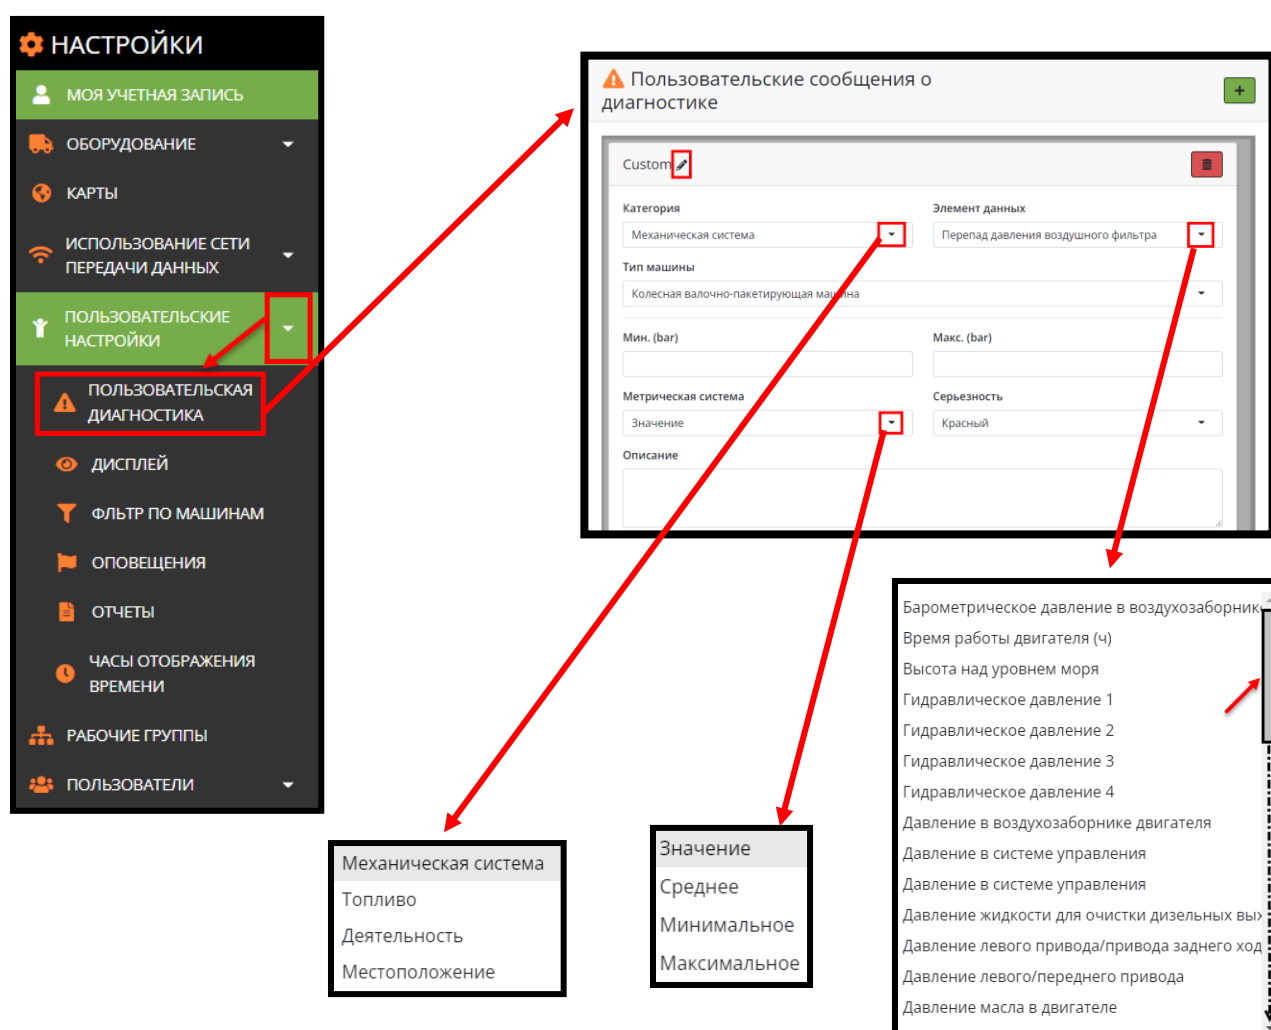 НАСТРОЙКИ
МОЯ УЧЕТНАЯ ЗАПИСЬ
ОБОРУДОВАНИЕ
КАРТЫ
ИСПОЛЬЗОВАНИЕ СЕТИ
ПЕРЕДАЧИ ДАННЫХ
ПОЛЬЗОВАТЕЛЬСКИЕ
НАСТРОЙКИ
ПОЛЬЗОВАТЕЛЬСКАЯ
ДИАГНОСТИКА
ДИСПЛЕЙ
ФЛЬТР ПО МАШИНАМ
ОПОВЕЩЕНИЯ
ОТЧЕТЫ
ЧАСЫ ОТОБРАЖЕНИЯ
ВРЕМЕНИ
РАБОЧИЕ ГРУППЫ
ПОЛЬЗОВАТЕЛИ
Пользовательские сообщения о
диагностике
Custom
Категория
Элемент данных
Механическая система
Перепад давления воздушного фильтра
Тип машины
Колесная валочно-пакетирующая машина
Мин. (bar)
Макс. (bar)
Метрическая система
Серьезность
Значение
Красный
Описание
Механическая система
Топливо
Деятельность
Местоположение
Значение
Среднее
Минимальное
Максимальное
Барометрическое давление в
Время работы двигателя (ч)
Высота над уровнем моря
Гидравлическое давление 1
Гидравлическое давление 2
Гидравлическое давление 3
Гидравлическое давление 4
Давление в воздухозаборнике двигателя
Давление в системе управления
Давление в системе управления
Давление жидкости для очистки дизельных
Давление левого привода/привода заднего
Давление левого/переднего привода
Давление масла в двигателе